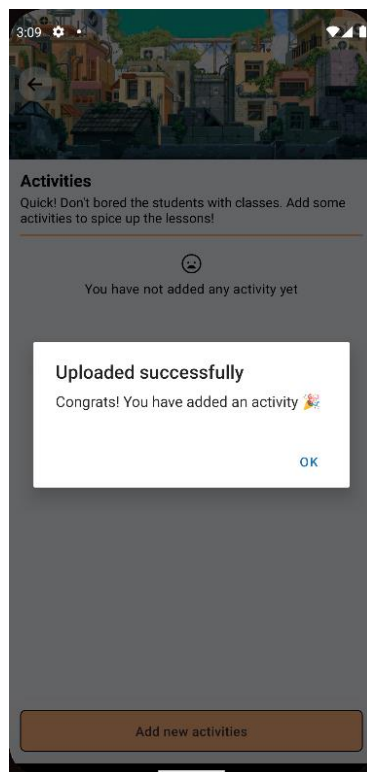 3:09
Activities
Quick! Don't bored the students with classes. Add some
activities to spice up the lessons!
You have not added any activity yet
Uploaded successfully
Congrats! You have added an activity 🎉
OK
Add new activities